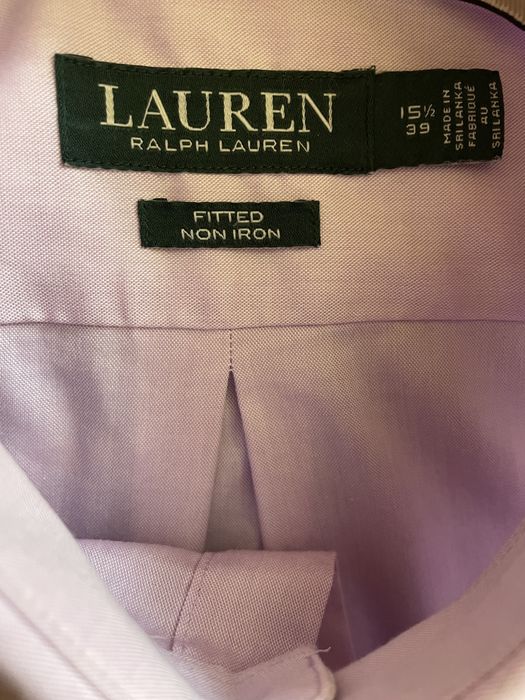 LAUREN
RALPH LAUREN
15½
39
MADE IN
SRI LANKA
FABRIQUÉ
AU
SRI LANKA
FITTED
NON IRON